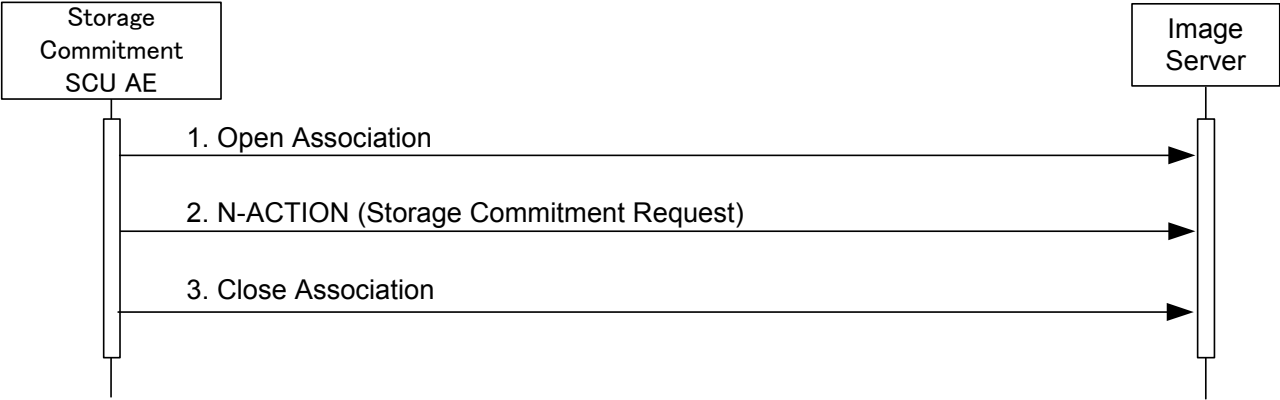 Storage
Commitment
SCU AE
Image
Server
1. Open Association
2. N-ACTION (Storage Commitment Request)
3. Close Association